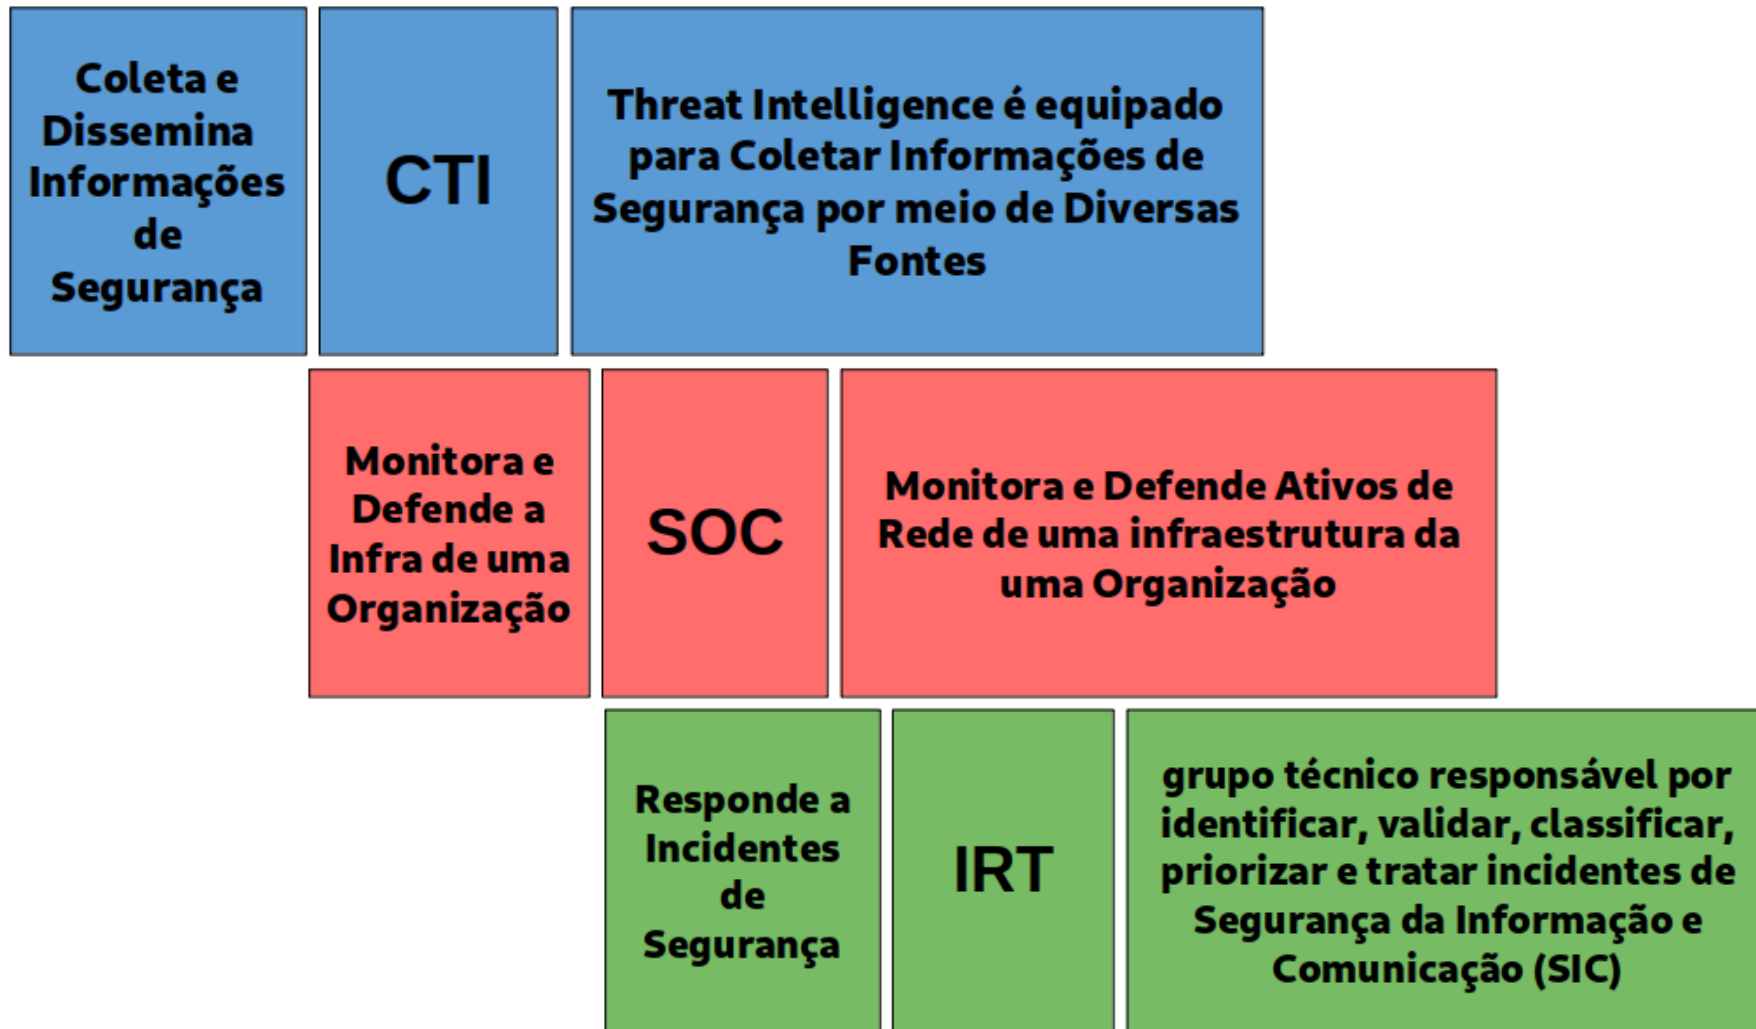 Coleta e
Dissemina
Informações
de
Segurança
CTI
Threat Intelligence é equipado
para Coletar Informações de
Segurança por meio de Diversas
Fontes
Monitora e
Defende a
Infra de uma
Organização
SOC
Monitora e Defende Ativos de
Rede de uma infraestrutura da
uma Organização
Responde a
Incidentes
de
Segurança
IRT
grupo técnico responsável por
identificar, validar, classificar,
priorizar e tratar incidentes de
Segurança da Informação e
Comunicação (SIC)